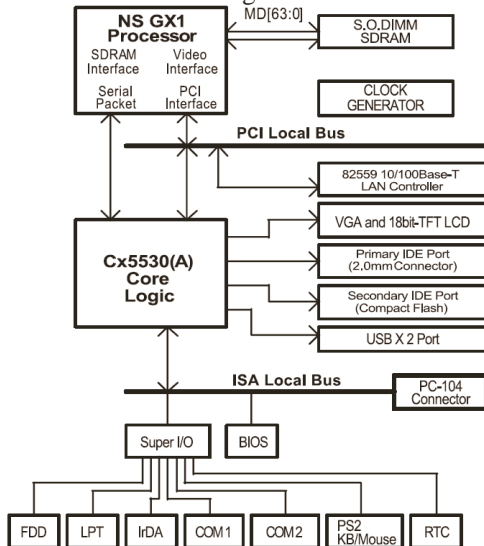 NS GX1
Processor
SDRAM
Interface
Video
Interface
Serial
Packet
PCI
Interface
MD[63:0]
S.O.DIMM
SDRAM
CLOCK
GENERATOR
PCI Local Bus
82559 10/100Base-T
LAN Controller
VGA and 18bit-TFT LCD
Cx5530(A)
Core
Logic
Primary IDE Port
(2.0mm Connector)
Secondary IDE Port
(Compact Flash)
USB X 2 Port
ISA Local Bus
PC-104
Connector
Super I/O
BIOS
FDD
LPT
IrDA
COM1
COM2
PS2
KB/Mouse
RTC